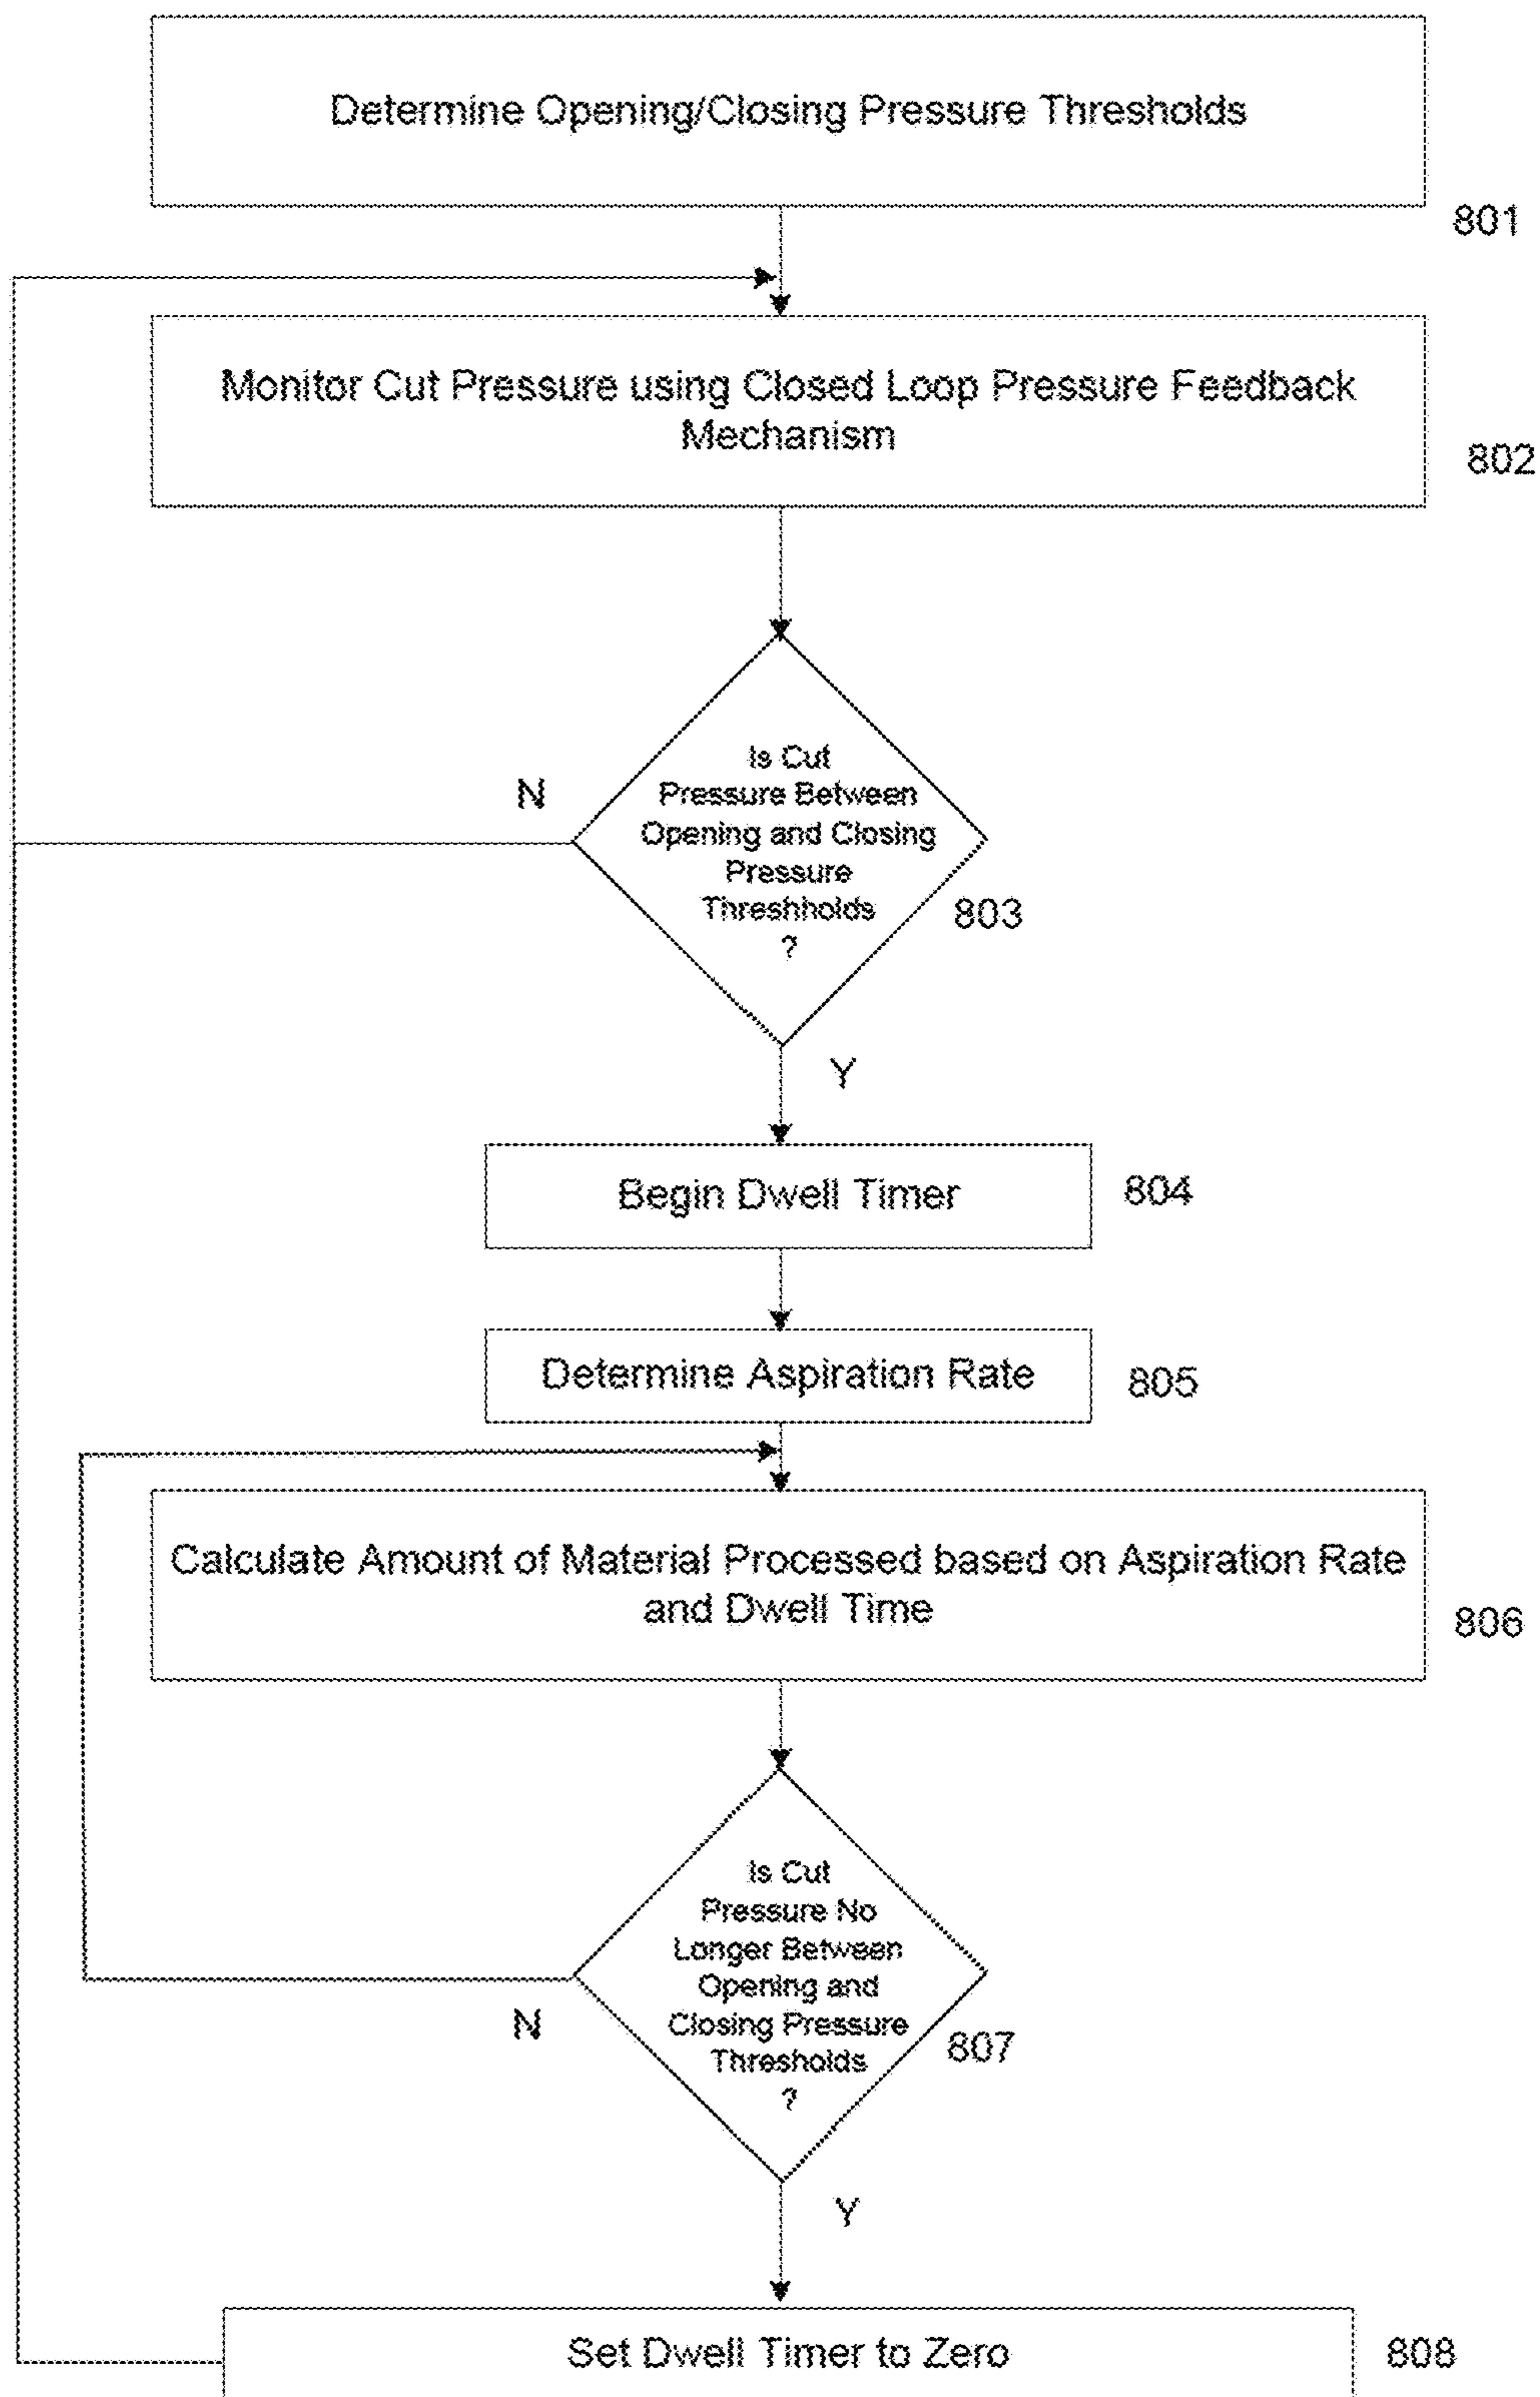 Determine Opening/Closing Pressure Thresholds
801
Monitor Cut Pressure using Closed Loop Pressure Feedback
Mechanism
802
Is Cut
Pressure Between
Opening and Closing
Pressure
Threshholds
?
803
N
Y
Begin Dwell Timer
804
Determine Aspiration Rate
805
Calculate Amount of Material Processed based on Aspiration Rate
and Dwell Time
806
Is Cut
Pressure No
Longer Between
Opening and
Closing Pressure
Thresholds
?
807
N
Y
Set Dwell Timer to Zero
808